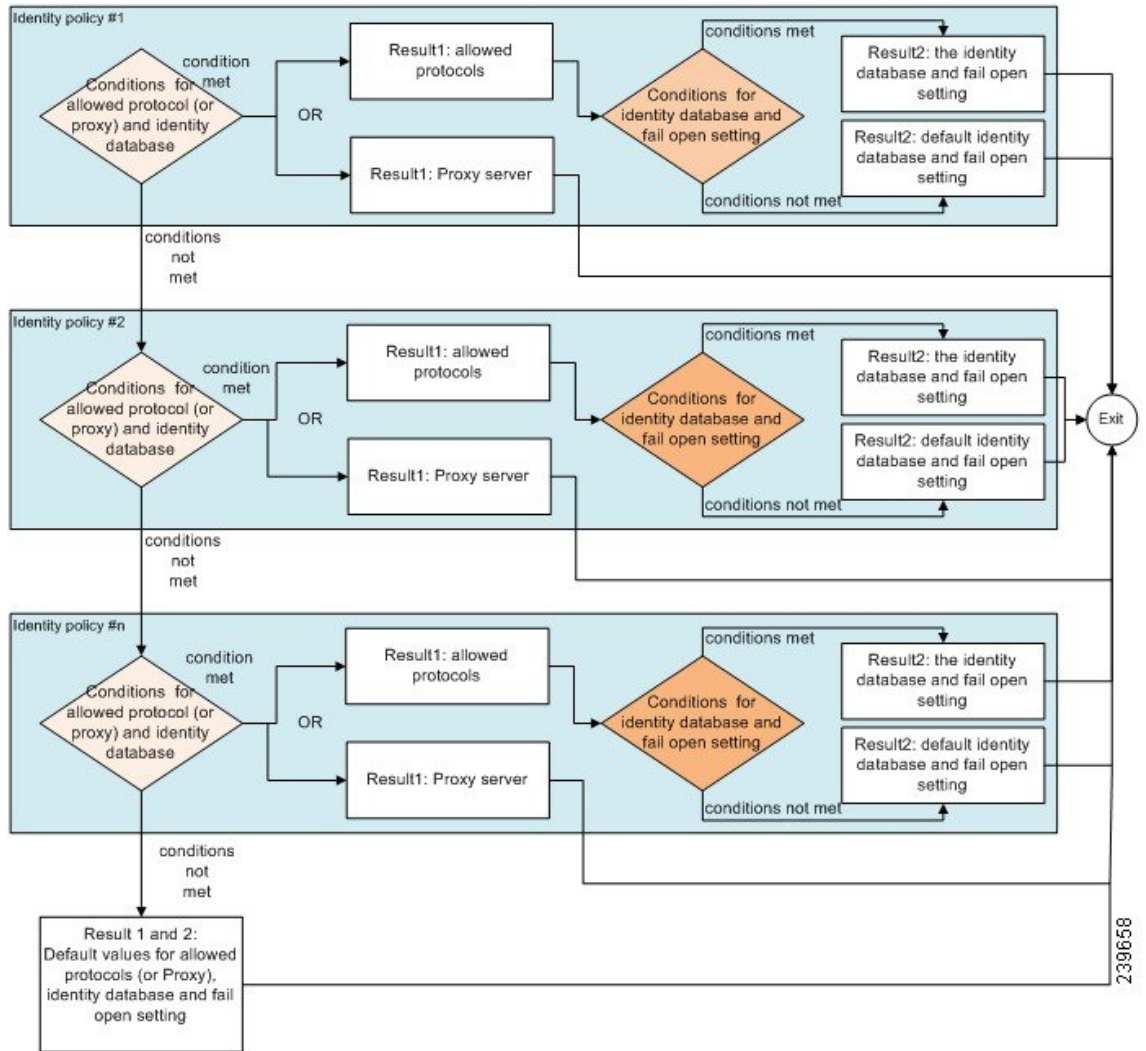 Identity policy #1
Conditions for
allowed protocol (or
proxy) and identity
database
condition
met
OR
Result1: allowed
protocols
Result1: Proxy server
Conditions for
identity database and
fail open setting
conditions met
conditions not met
Result2: the identity
database and fail open
setting
Result2: default identity
database and fail open
setting
conditions
not
met
Identity policy #2
Conditions for
allowed protocol (or
proxy) and identity
database
condition
met
OR
Result1: allowed
protocols
Result1: Proxy server
Conditions for
identity database and
fail open setting
conditions met
conditions not met
Result2: the identity
database and fail open
setting
Result2: default identity
database and fail open
setting
Exit
conditions
not
met
Identity policy #n
Conditions for
allowed protocol (or
proxy) and identity
database
condition
met
OR
Result1: allowed
protocols
Result1: Proxy server
Conditions for
identity database and
fail open setting
conditions met
conditions not met
Result2: the identity
database and fail open
setting
Result2: default identity
database and fail open
setting
conditions
not
met
Result 1 and 2:
Default values for allowed
protocols (or Proxy),
identity database and fail
open setting
239658